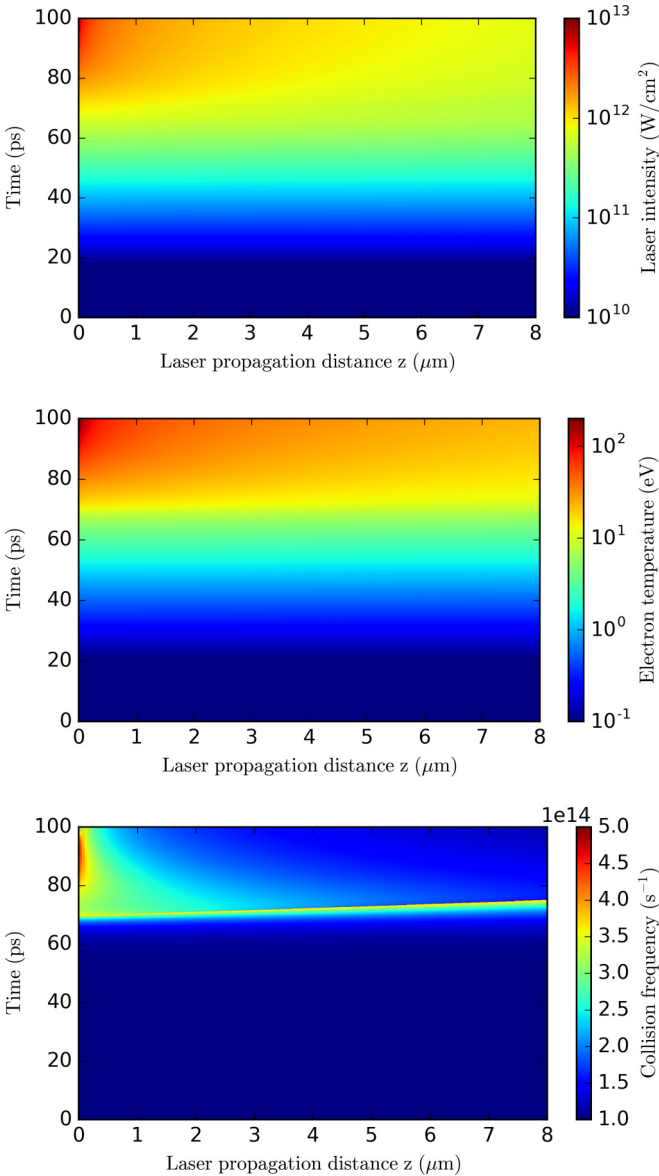 100
80
60
40
20
0
0 1 2 3 4 5 6 7 8
Time (ps)
Laser propagation distance z (μm)
10^13
10^12
10^11
10^10
Laser intensity (W/cm^2)
100
80
60
40
20
0
0 1 2 3 4 5 6 7 8
Time (ps)
Laser propagation distance z (μm)
10^2
10^1
10^0
10^-1
Electron temperature (eV)
100
80
60
40
20
0
0 1 2 3 4 5 6 7 8
Time (ps)
Laser propagation distance z (μm)
1e14
5.0
4.5
4.0
3.5
3.0
2.5
2.0
1.5
1.0
Collision frequency (s^-1)